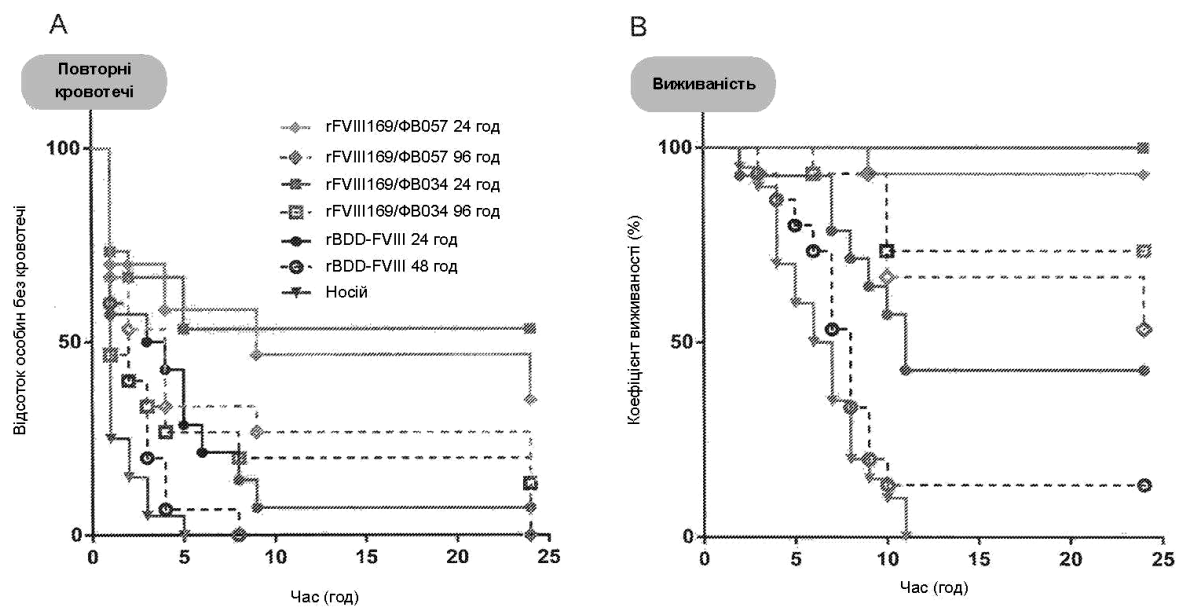 A
Повторні
кровотечі
rFVIII169/ФВ057 24 год
rFVIII169/ФВ057 96 год
rFVIII169/ФВ034 24 год
rFVIII169/ФВ034 96 год
rBDD-FVIII 24 год
rBDD-FVIII 48 год
Носій
100
50
0
Відсоток особин без кровотечі
0 5 10 15 20 25
Час (год)
B
Виживаність
100
50
0
Коефіцієнт виживаності (%)
0 5 10 15 20 25
Час (год)